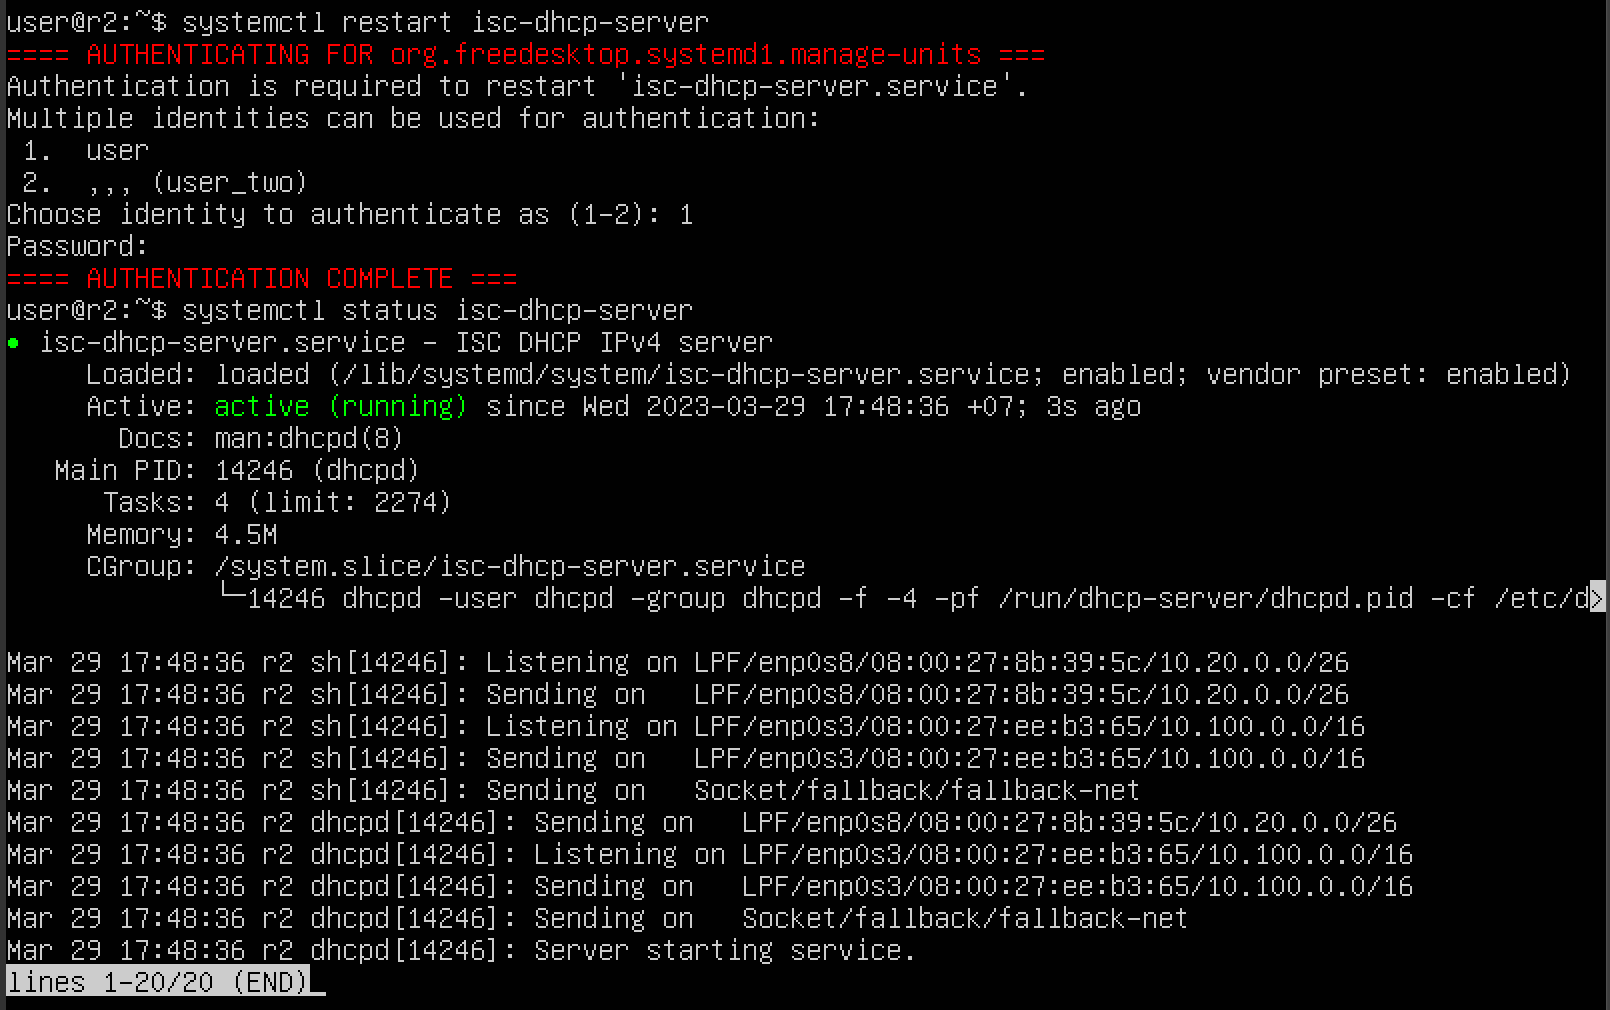 user@r2:~$ systemctl restart isc-dhcp-server
==== AUTHENTICATING FOR org.freedesktop.systemd1.manage-units ===
Authentication is required to restart 'isc-dhcp-server.service'.
Multiple identities can be used for authentication:
 1.  user
 2.  ,,, (user_two)
Choose identity to authenticate as (1-2): 1
Password:
==== AUTHENTICATION COMPLETE ===
user@r2:~$ systemctl status isc-dhcp-server
● isc-dhcp-server.service - ISC DHCP IPv4 server
     Loaded: loaded (/lib/systemd/system/isc-dhcp-server.service; enabled; vendor preset: enabled)
     Active: active (running) since Wed 2023-03-29 17:48:36 +07; 3s ago
       Docs: man:dhcpd(8)
   Main PID: 14246 (dhcpd)
      Tasks: 4 (limit: 2274)
     Memory: 4.5M
     CGroup: /system.slice/isc-dhcp-server.service
             └─14246 dhcpd -user dhcpd -group dhcpd -f -4 -pf /run/dhcp-server/dhcpd.pid -cf /etc/d>
Mar 29 17:48:36 r2 sh[14246]: Listening on LPF/enp0s8/08:00:27:8b:39:5c/10.20.0.0/26
Mar 29 17:48:36 r2 sh[14246]: Sending on   LPF/enp0s8/08:00:27:8b:39:5c/10.20.0.0/26
Mar 29 17:48:36 r2 sh[14246]: Listening on LPF/enp0s3/08:00:27:ee:b3:65/10.100.0.0/16
Mar 29 17:48:36 r2 sh[14246]: Sending on   LPF/enp0s3/08:00:27:ee:b3:65/10.100.0.0/16
Mar 29 17:48:36 r2 sh[14246]: Sending on   Socket/fallback/fallback-net
Mar 29 17:48:36 r2 dhcpd[14246]: Sending on   LPF/enp0s8/08:00:27:8b:39:5c/10.20.0.0/26
Mar 29 17:48:36 r2 dhcpd[14246]: Listening on LPF/enp0s3/08:00:27:ee:b3:65/10.100.0.0/16
Mar 29 17:48:36 r2 dhcpd[14246]: Sending on   LPF/enp0s3/08:00:27:ee:b3:65/10.100.0.0/16
Mar 29 17:48:36 r2 dhcpd[14246]: Sending on   Socket/fallback/fallback-net
Mar 29 17:48:36 r2 dhcpd[14246]: Server starting service.
lines 1-20/20 (END)